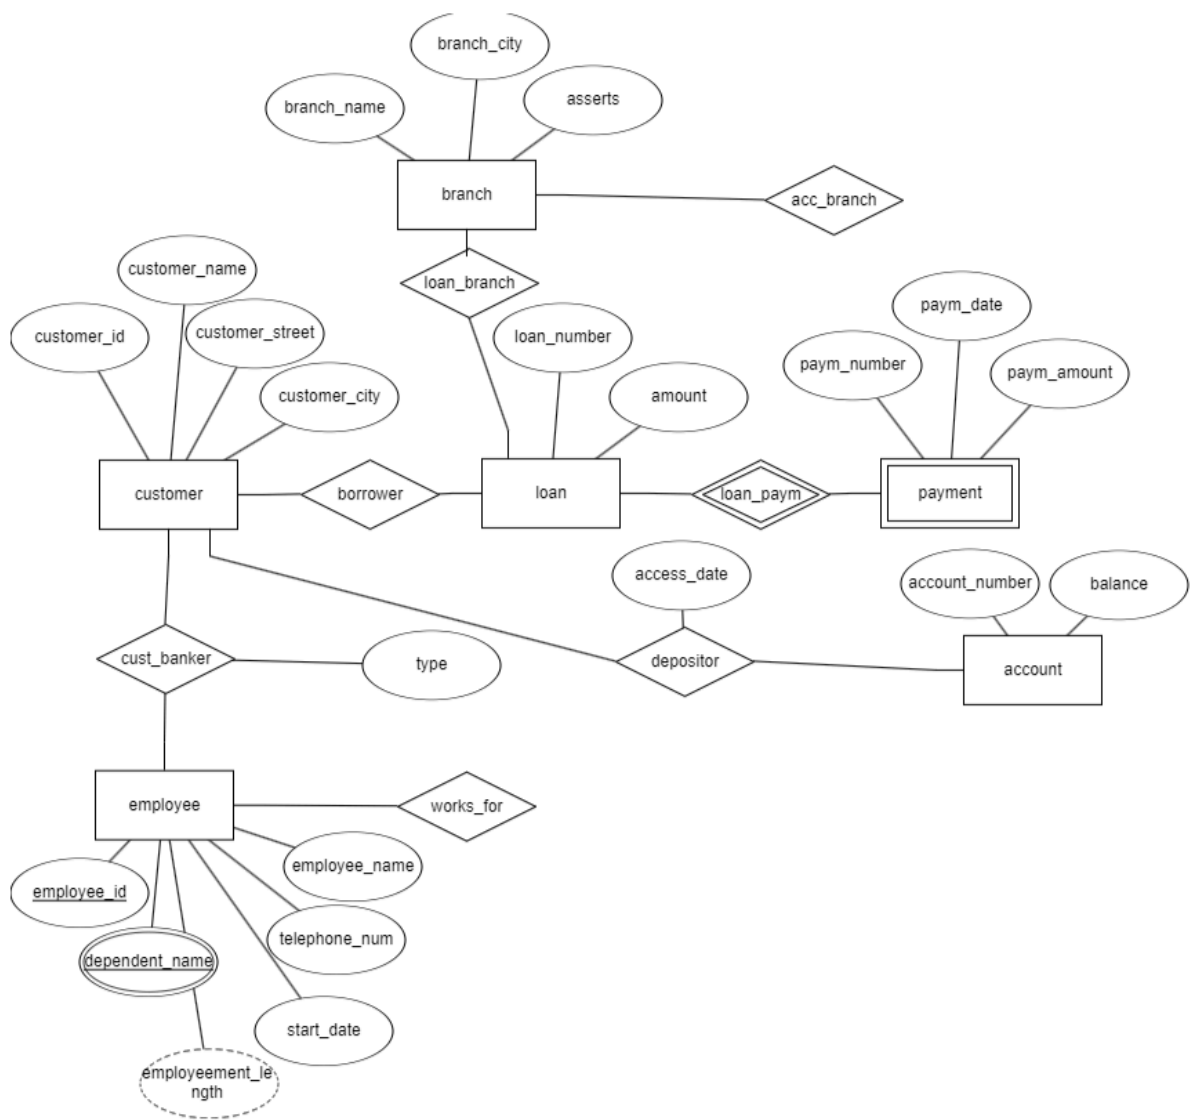 branch_city
branch_name
asserts
branch
acc_branch
customer_name
loan_branch
paym_date
customer_id
customer_street
loan_number
paym_number
paym_amount
customer_city
amount
customer
borrower
loan
loan_paym
payment
access_date
account_number
balance
cust_banker
type
depositor
account
employee
works_for
employee_name
employee_id
telephone_num
dependent_name
start_date
employeement_le
ngth